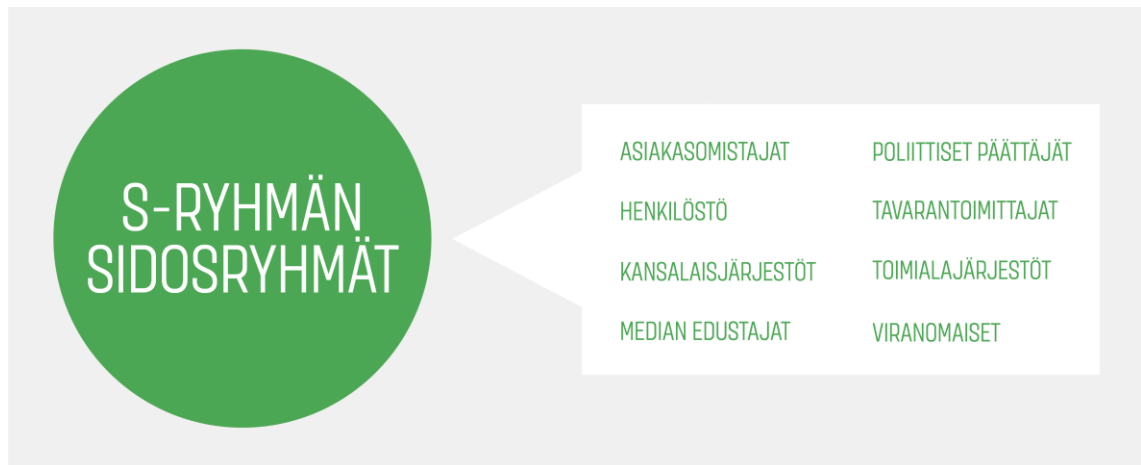 S-RYHMÄN
SIDOSRYHMÄT
ASIAKASOMISTAJAT
HENKILÖSTÖ
KANSALAISJÄRJESTÖT
MEDIAN EDUSTAJAT
POLIITTISET PÄÄTTÄJÄT
TAVARANTOIMITTAJAT
TOIMIALAJÄRJESTÖT
VIRANOMAISET